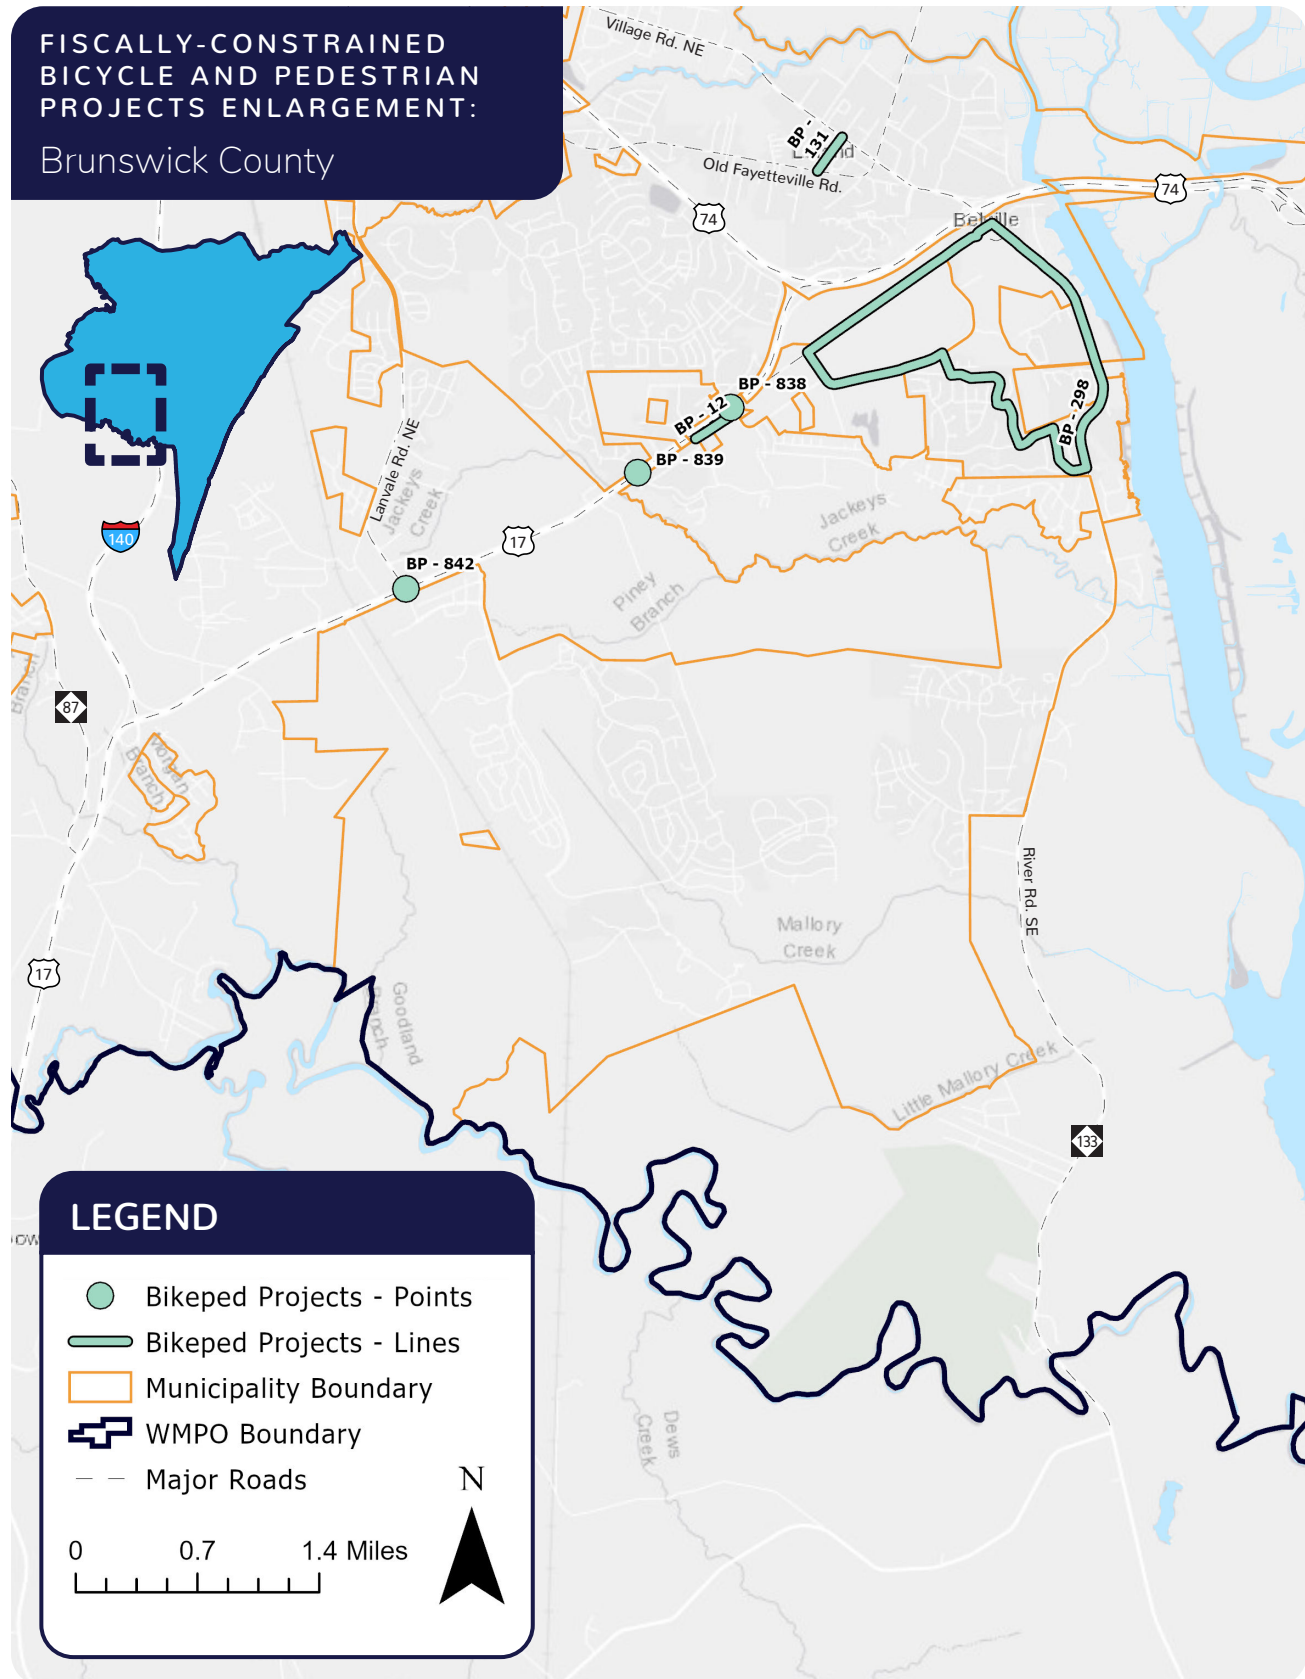 FISCALLY-CONSTRAINED
BICYCLE AND PEDESTRIAN
PROJECTS ENLARGEMENT:
Brunswick County
Village Rd. NE
BP -
131
Old Fayetteville Rd.
74
74
Belville
BP - 838
BP - 12
BP - 298
BP - 839
Lanvale Rd. NE
Jackeys
Creek
Jackeys
Creek
17
140
BP - 842
Piney
Branch
Branch
87
Morgan
Branch
River Rd. SE
Mallory
Creek
17
Goodland
Branch
Little Mallory Creek
133
Dews
Creek
LEGEND
Bikeped Projects - Points
Bikeped Projects - Lines
Municipality Boundary
WMPO Boundary
Major Roads
N
0 0.7 1.4 Miles